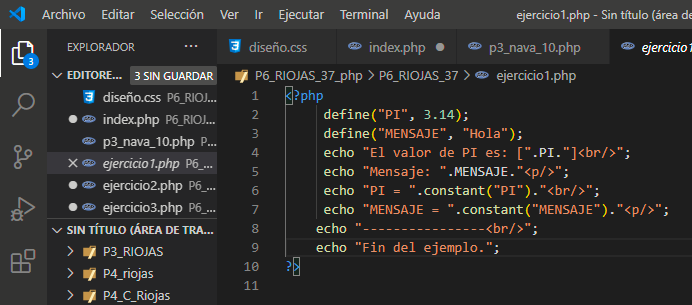 Archivo Editar Selección Ver Ir Ejecutar Terminal Ayuda ejercicio1.php - Sin título (área de
EXPLORADOR ···
diseño.css index.php p3_nava_10.php ejercicio1
EDITORE... 3 SIN GUARDAR
diseño.css P6_RIOJ...
index.php P6_RIOJ...
p3_nava_10.php
ejercicio1.php P6_...
ejercicio2.php P6_...
ejercicio3.php P6_...
SIN TÍTULO (ÁREA DE TRA...
P3_RIOJAS
P4_riojas
P4_C_Riojas
3
P6_RIOJAS_37_php > P6_RIOJAS_37 > ejercicio1.php
1 <?php
2 define("PI", 3.14);
3 define("MENSAJE", "Hola");
4 echo "El valor de PI es: [".PI."]<br/>";
5 echo "Mensaje: ".MENSAJE."<p/>";
6 echo "PI = ".constant("PI")."<br/>";
7 echo "MENSAJE = ".constant("MENSAJE")."<p/>";
8 echo "----------------<br/>";
9 echo "Fin del ejemplo.";
10 ?>
11